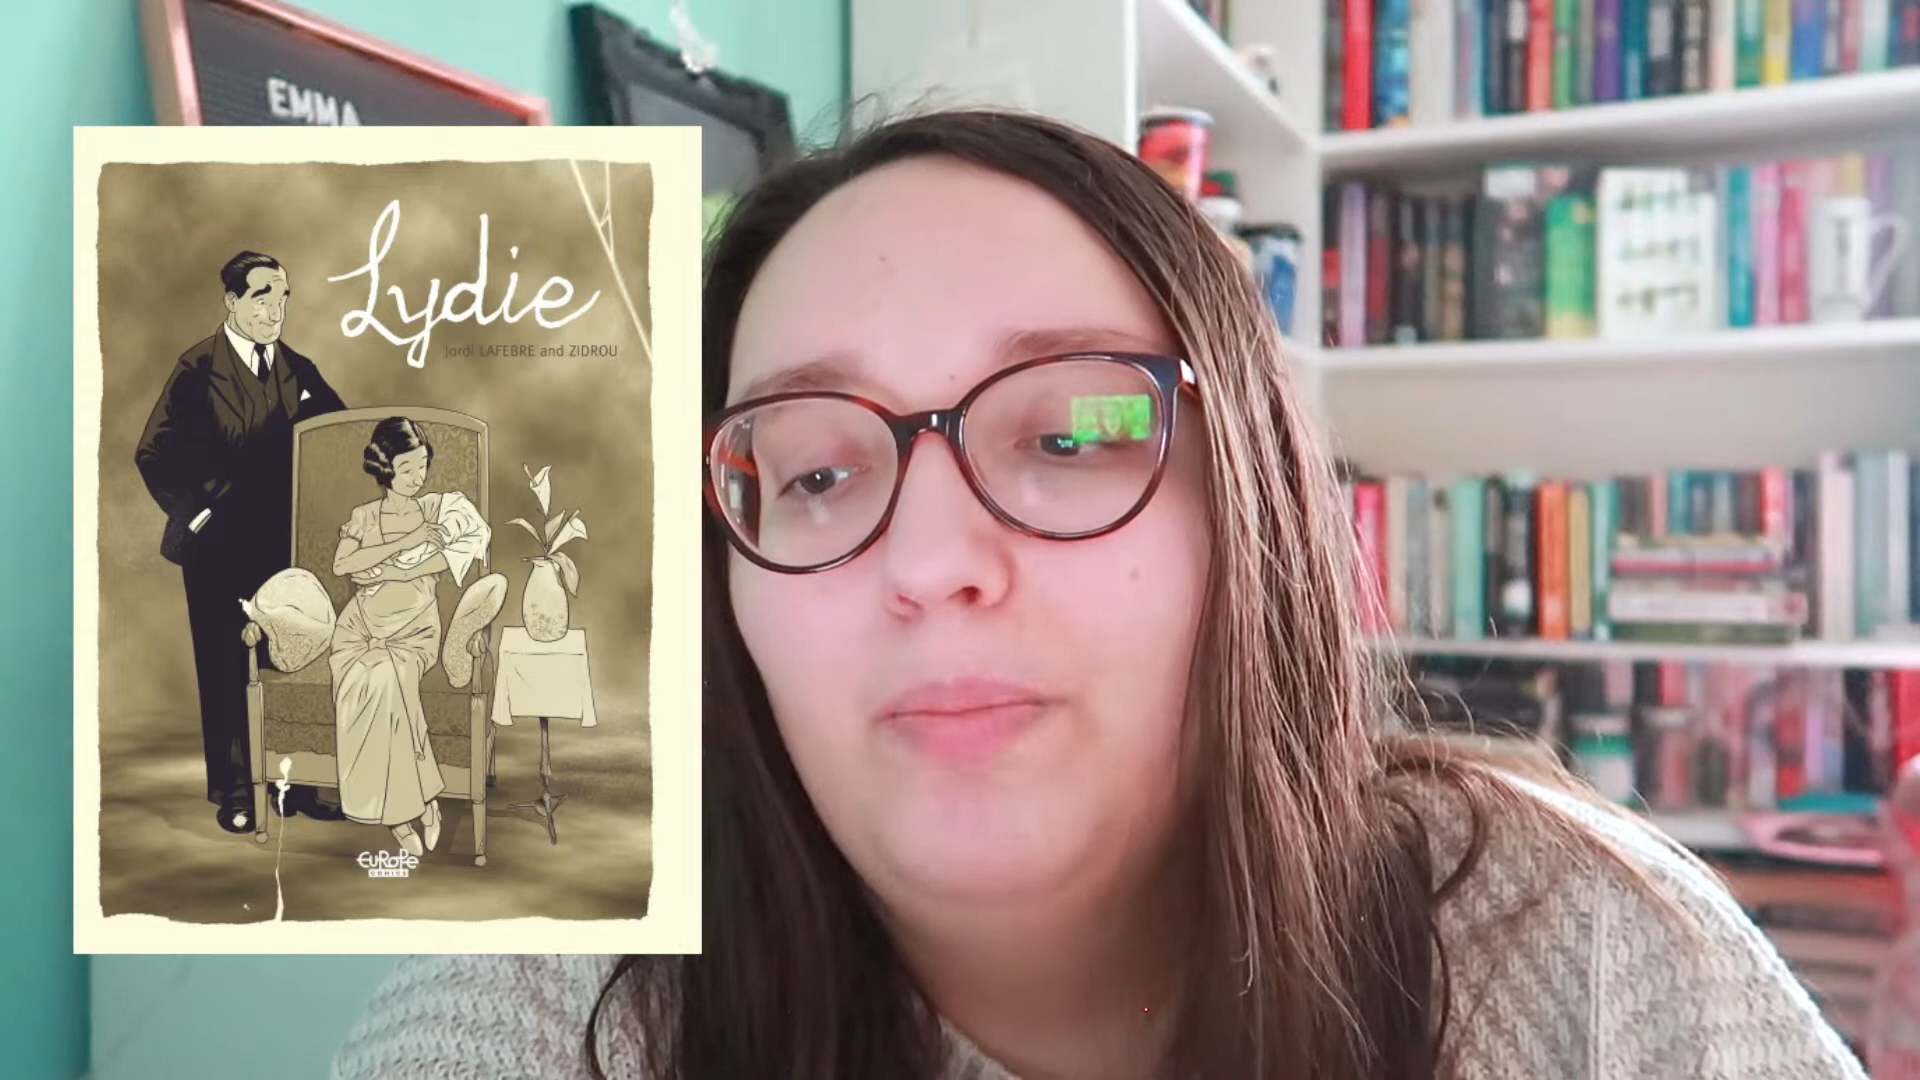 EMMA
Lydie
Jordi LAFEBRE and ZIDROU
EUROPE
COMICS